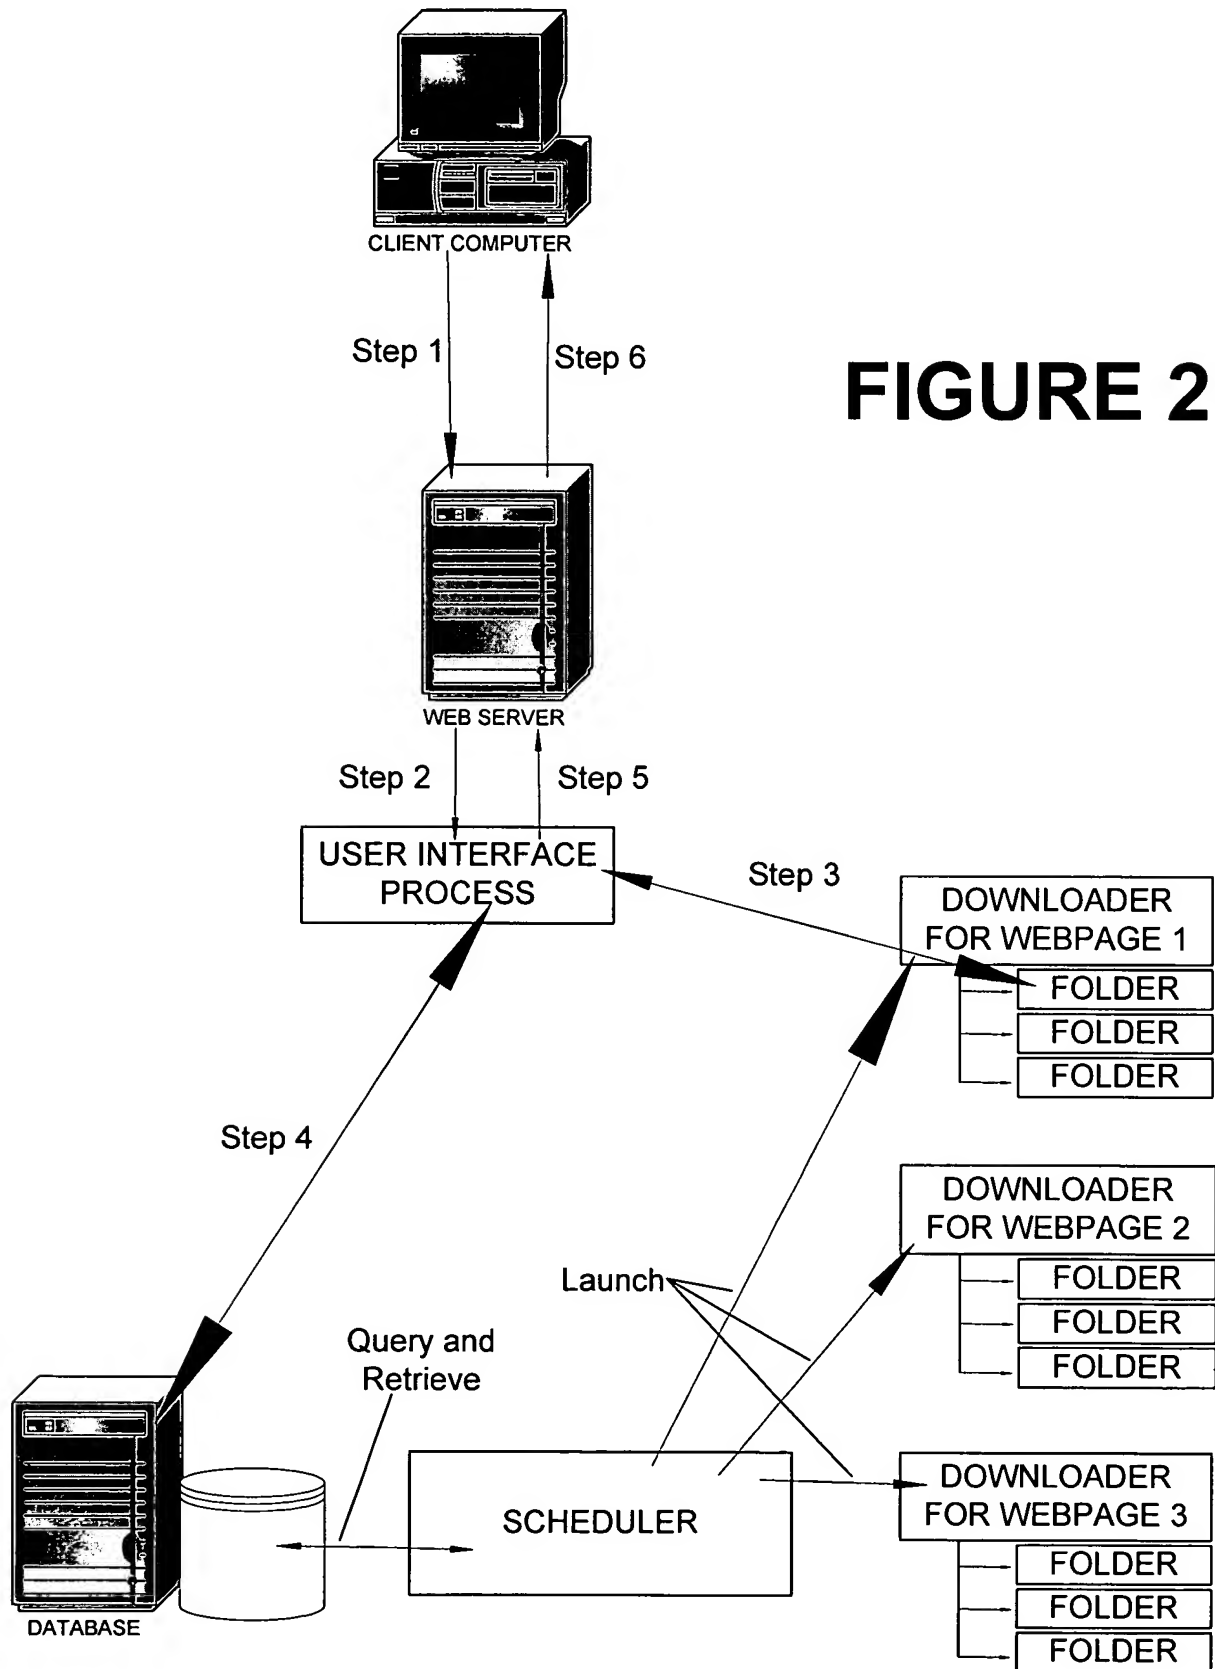 CLIENT COMPUTER
Step 1
Step 6
FIGURE 2
WEB SERVER
Step 2
Step 5
USER INTERFACE
PROCESS
Step 3
DOWNLOADER
FOR WEBPAGE 1
FOLDER
FOLDER
FOLDER
Step 4
DOWNLOADER
FOR WEBPAGE 2
FOLDER
FOLDER
FOLDER
Launch
Query and
Retrieve
SCHEDULER
DOWNLOADER
FOR WEBPAGE 3
FOLDER
FOLDER
FOLDER
DATABASE